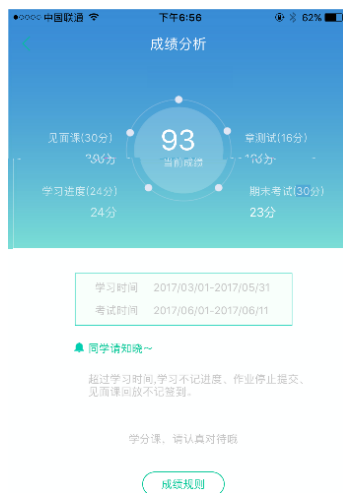 中国联通 下午6:56 62%
成绩分析
93
当前成绩
见面课(30分)
章测试(16分)
学习进度(24分)
24分
期末考试(30分)
23分
学习时间 2017/03/01-2017/05/31
考试时间 2017/06/01-2017/06/11
同学请知晓~
超过学习时间,学习不记进度、作业停止提交、
见面课回放不记签到。
学分课，请认真对待哦
成绩规则